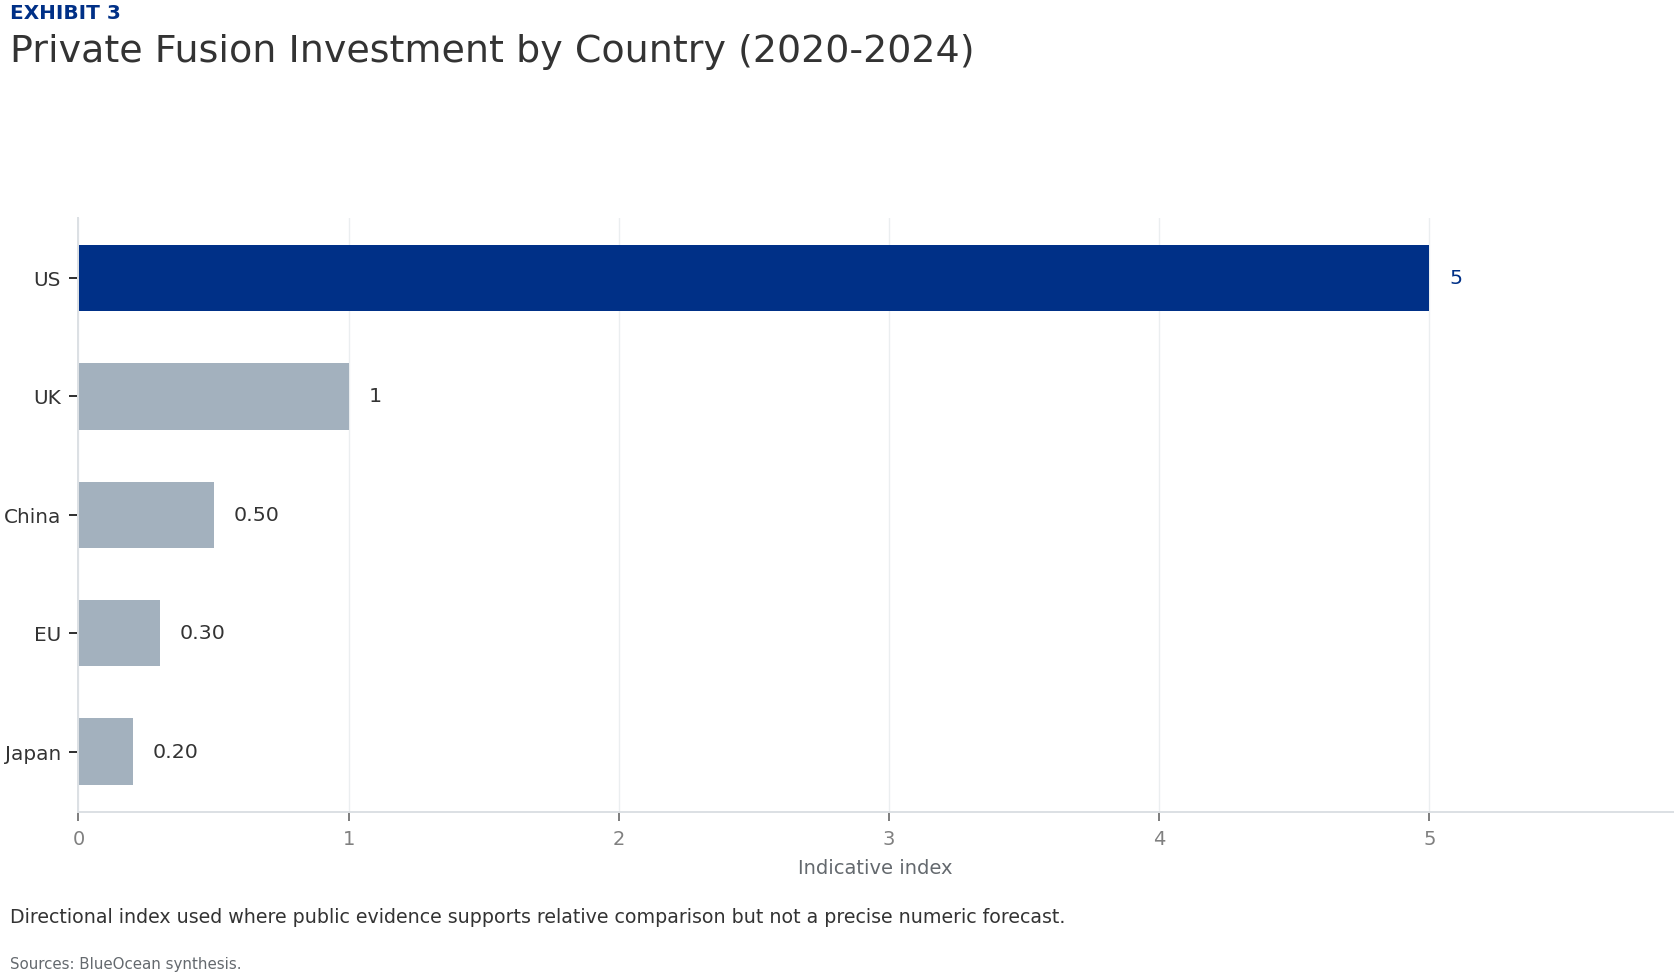 EXHIBIT 3
Private Fusion Investment by Country (2020-2024)
US
5
UK
1
China
0.50
EU
0.30
Japan
0.20
0 1 2 3 4 5
Indicative index
Directional index used where public evidence supports relative comparison but not a precise numeric forecast.
Sources: BlueOcean synthesis.